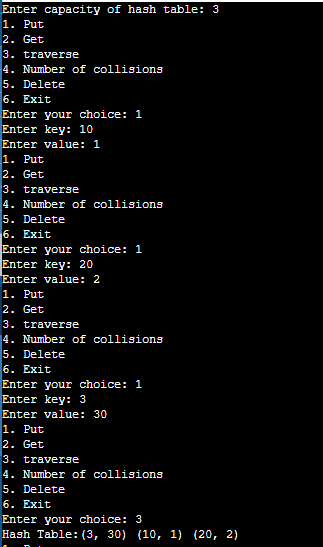 Enter capacity of hash table: 3
1. Put
2. Get
3. traverse
4. Number of collisions
5. Delete
6. Exit
Enter your choice: 1
Enter key: 10
Enter value: 1
1. Put
2. Get
3. traverse
4. Number of collisions
5. Delete
6. Exit
Enter your choice: 1
Enter key: 20
Enter value: 2
1. Put
2. Get
3. traverse
4. Number of collisions
5. Delete
6. Exit
Enter your choice: 1
Enter key: 3
Enter value: 30
1. Put
2. Get
3. traverse
4. Number of collisions
5. Delete
6. Exit
Enter your choice: 3
Hash Table:(3, 30) (10, 1) (20, 2)